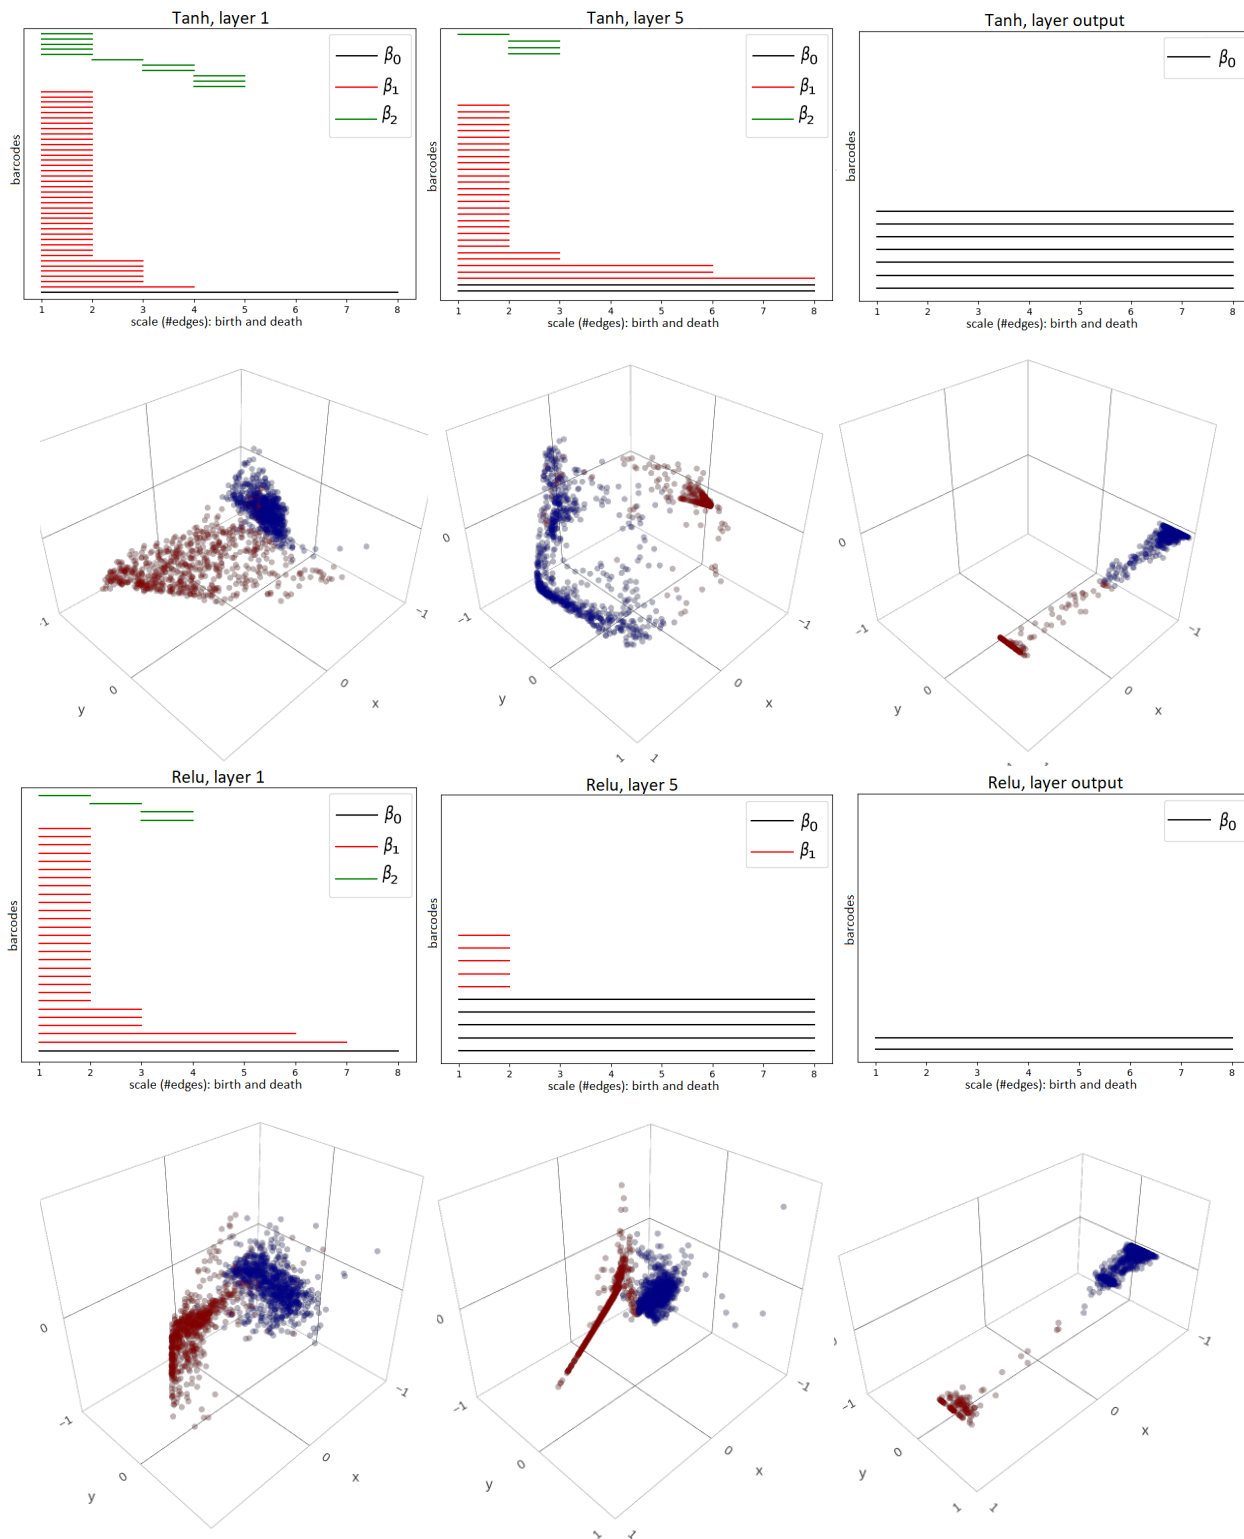 Tanh, layer 1
β0
β1
β2
barcodes
1 2 3 4 5 6 7 8
scale (#edges): birth and death
Tanh, layer 5
β0
β1
β2
barcodes
1 2 3 4 5 6 7 8
scale (#edges): birth and death
Tanh, layer output
β0
barcodes
1 2 3 4 5 6 7 8
scale (#edges): birth and death
0
-1
y
0
0
x
-1
0
-1
y
0
1
1
0
x
-1
0
-1
y
0
0
x
-1
Relu, layer 1
β0
β1
β2
barcodes
1 2 3 4 5 6 7 8
scale (#edges): birth and death
Relu, layer 5
β0
β1
barcodes
1 2 3 4 5 6 7 8
scale (#edges): birth and death
Relu, layer output
β0
barcodes
1 2 3 4 5 6 7 8
scale (#edges): birth and death
0
-1
y
0
0
x
-1
0
-1
y
0
1
1
0
x
-1
-1
y
0
1
1
0
x
-1